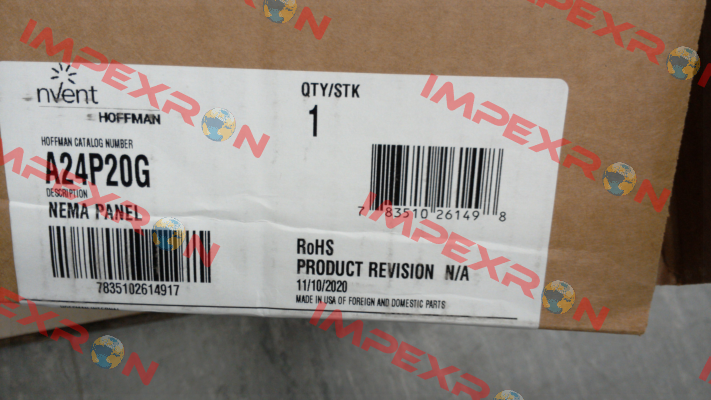 nvent
HOFFMAN
HOFFMAN CATALOG NUMBER
A24P20G
DESCRIPTION
NEMA PANEL
7835102614917
QTY/STK
1
7 83510 26149 8
RoHS
PRODUCT REVISION N/A
11/10/2020
MADE IN USA OF FOREIGN AND DOMESTIC PARTS
IMPEXRON
IMPEXRON
IMPEXRON
IMPEXRON
IMPEXRON
IMPEXRON
IMPEXRON